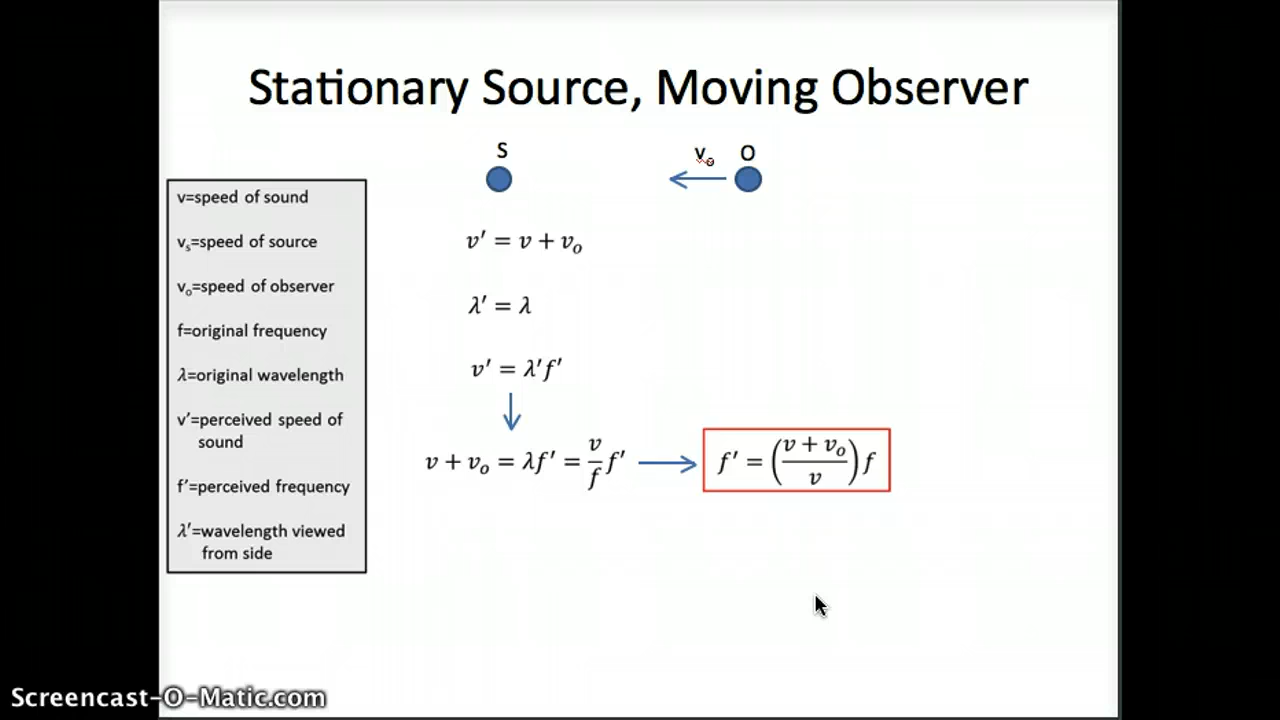 Stationary Source, Moving Observer
S
vₒ
O
v=speed of sound
vₛ=speed of source
vₒ=speed of observer
f=original frequency
λ=original wavelength
v′=perceived speed of
sound
f′=perceived frequency
λ′=wavelength viewed
from side
v′ = v + vₒ
λ′ = λ
v′ = λ′f′
v + vₒ = λf′ = v/f f′
f′ = ((v + vₒ)/v) f
Screencast-O-Matic.com